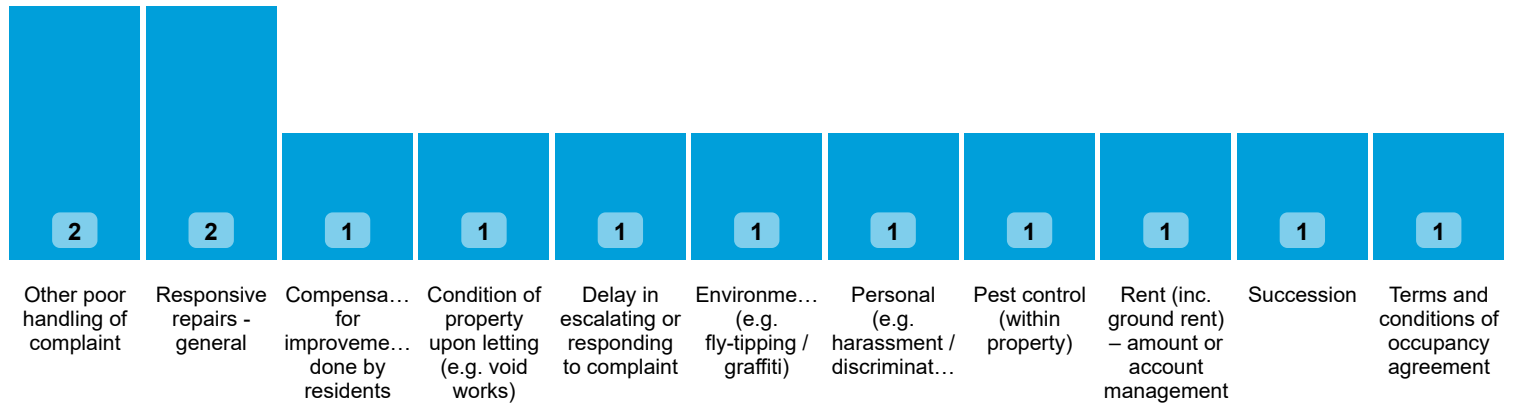 2
2
1
1
1
1
1
1
1
1
1
Other poor
handling of
complaint
Responsive
repairs -
general
Compensa…
for
improveme…
done by
residents
Condition of
property
upon letting
(e.g. void
works)
Delay in
escalating or
responding
to complaint
Environme…
(e.g.
fly-tipping /
graffiti)
Personal
(e.g.
harassment /
discriminat…
Pest control
(within
property)
Rent (inc.
ground rent)
– amount or
account
management
Succession
Terms and
conditions of
occupancy
agreement